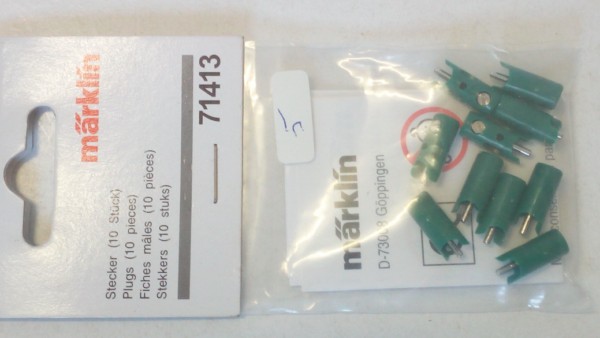 märklin
71413
Stecker (10 Stück)
Plugs (10 pieces)
Fiches mâles (10 pièces)
Stekkers (10 stuks)
märklin
Göppingen